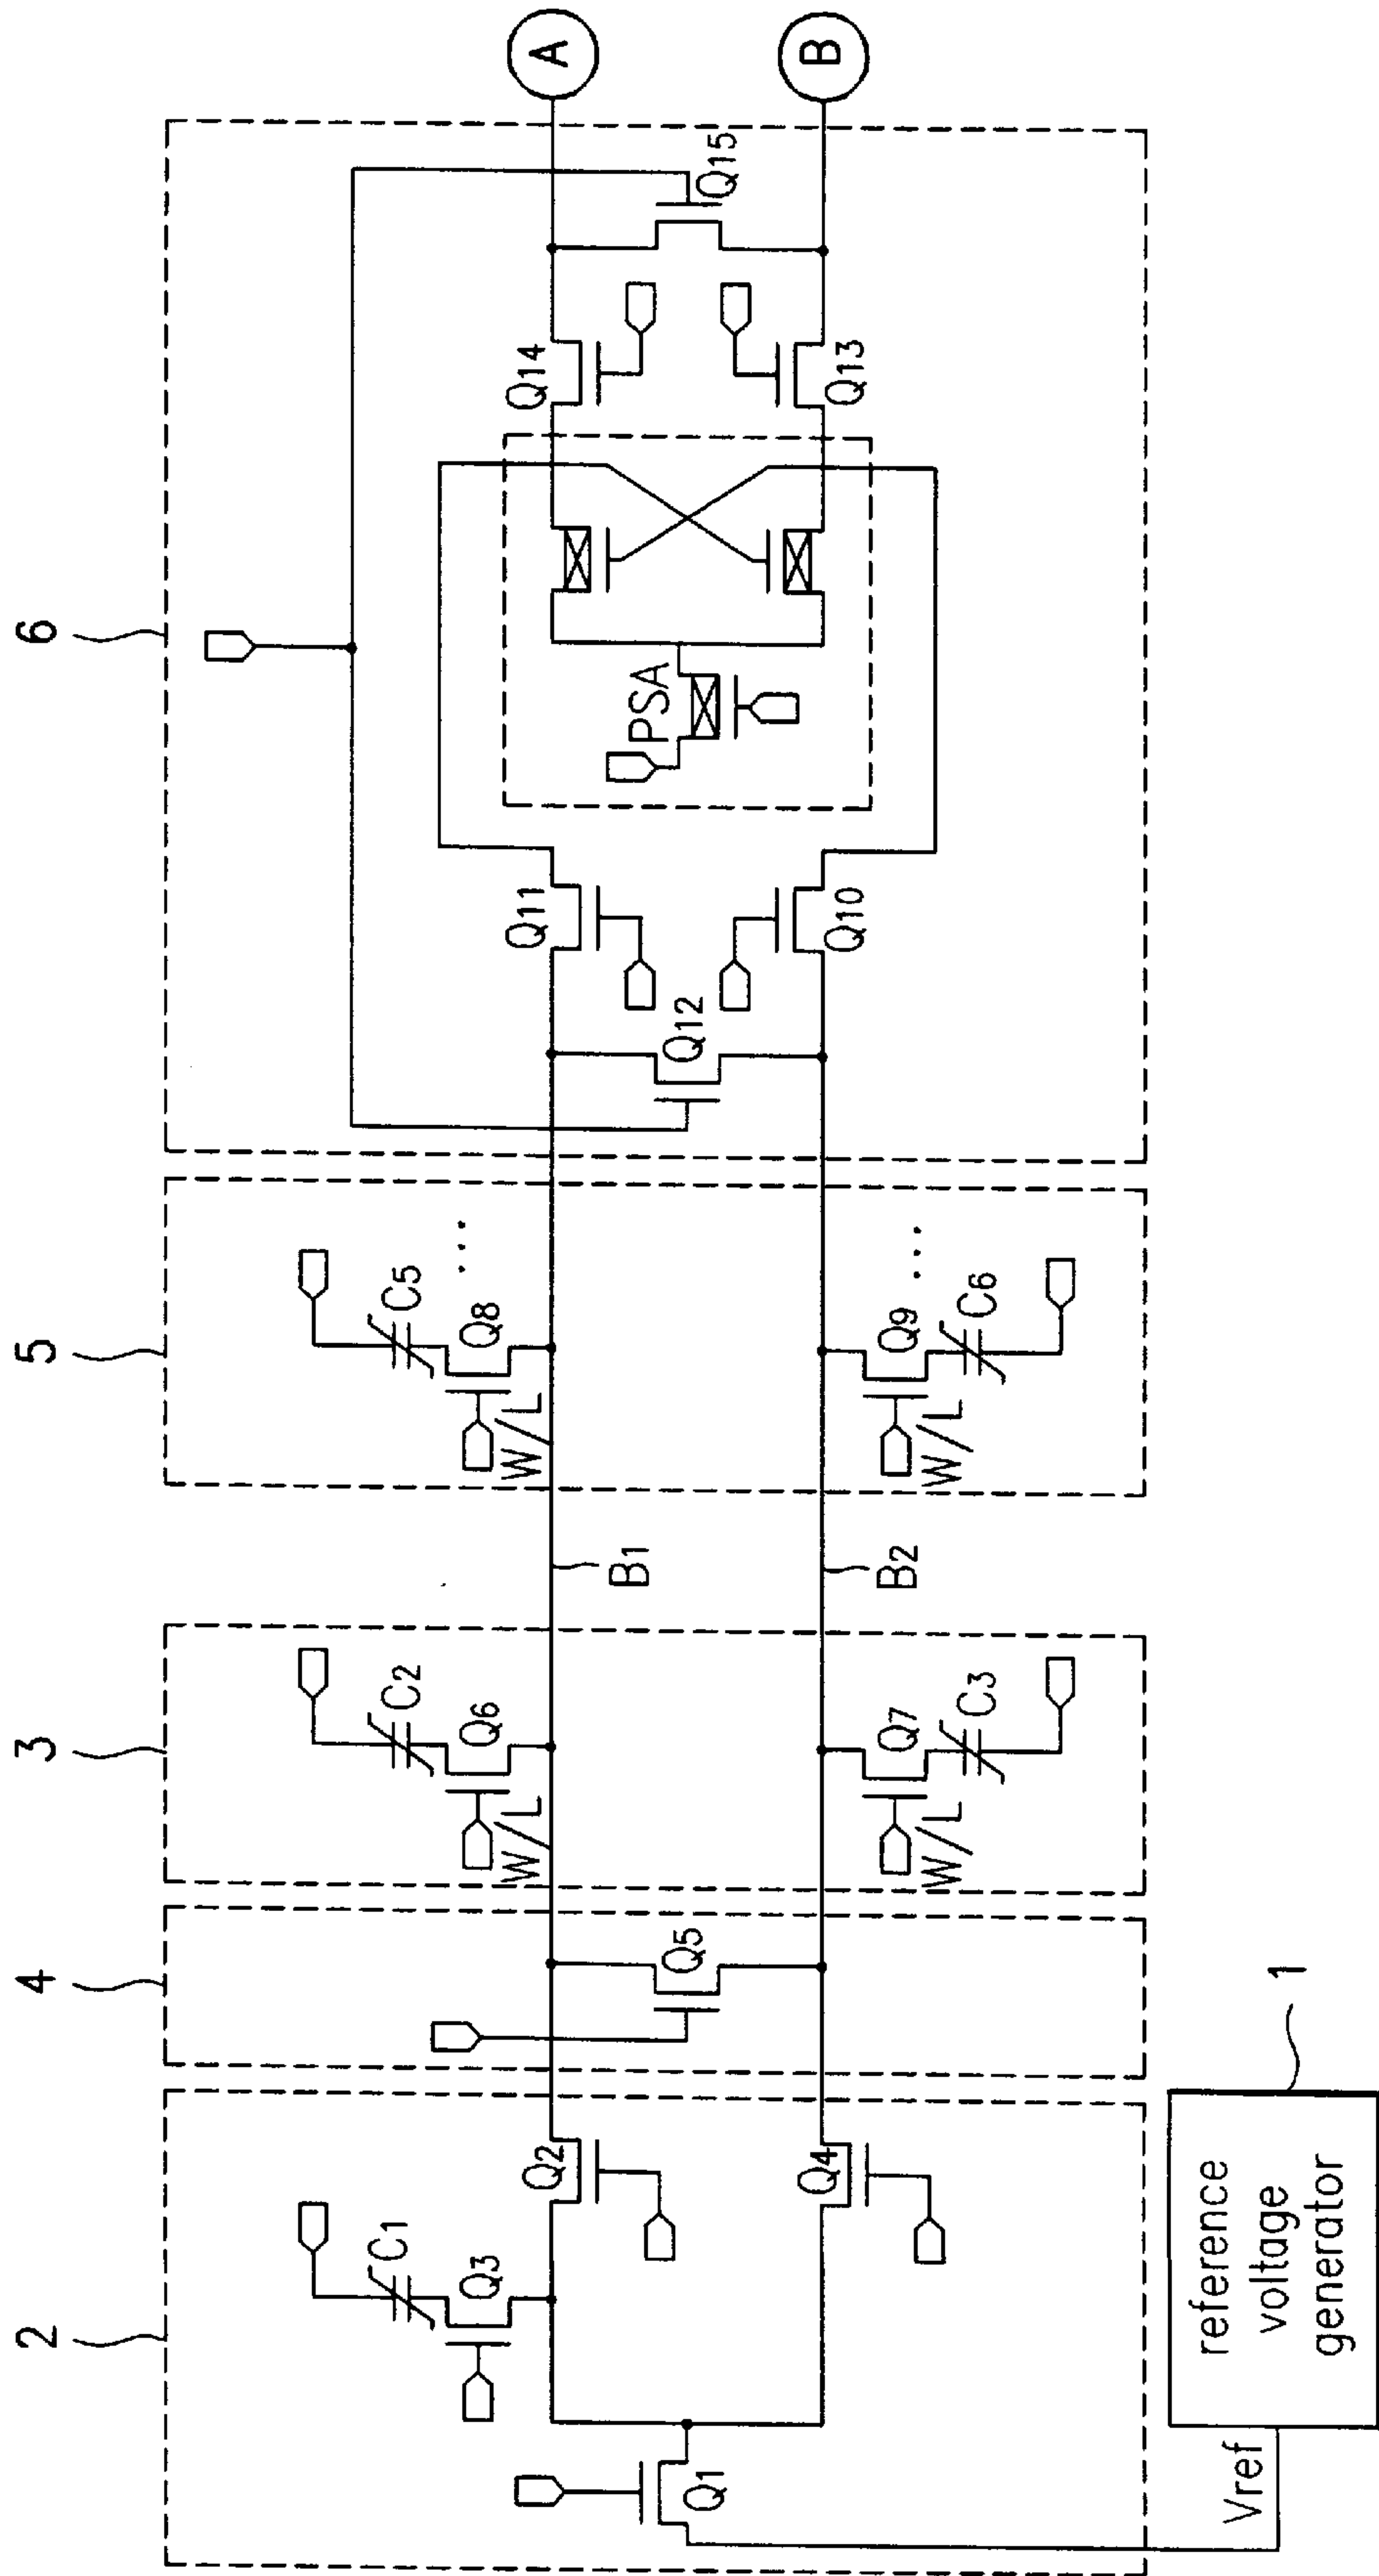 2
4
3
5
6
C1
Q3
Q2
Q1
Q4
Q5
C2
Q6
W/L
Q7
C3
W/L
B1
B2
C5
Q8
W/L
...
Q9
C6
W/L
...
Q12
Q11
Q10
PSA
Q14
Q13
Q15
A
B
Vref
reference
voltage
generator
1